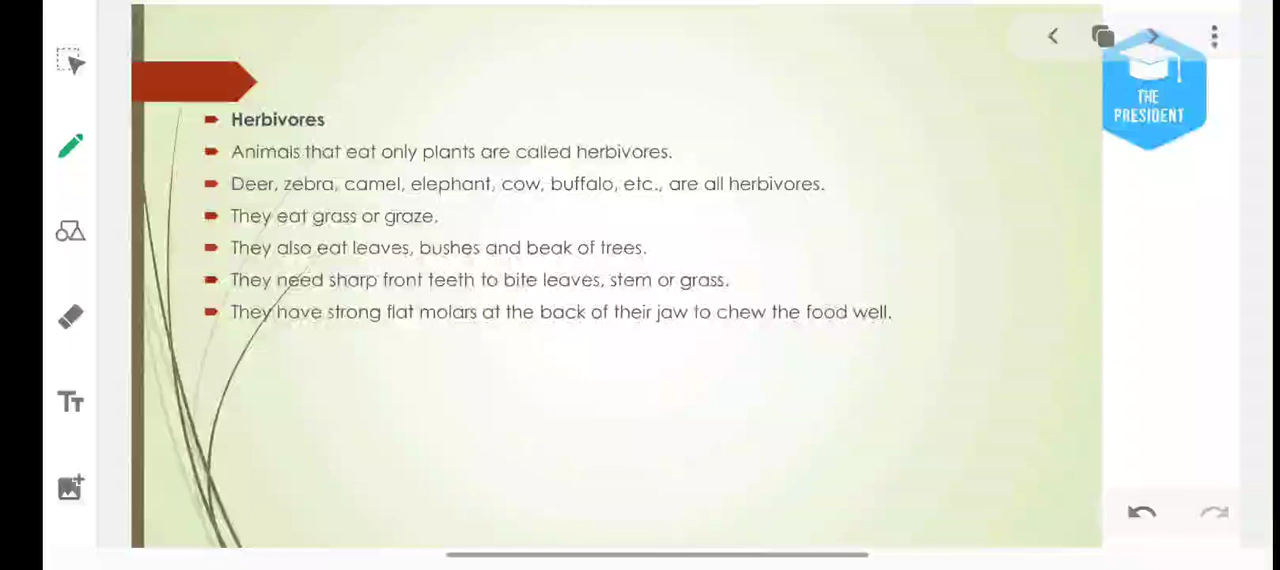 THE
PRESIDENT
Herbivores
Animals that eat only plants are called herbivores.
Deer, zebra, camel, elephant, cow, buffalo, etc., are all herbivores.
They eat grass or graze.
They also eat leaves, bushes and beak of trees.
They need sharp front teeth to bite leaves, stem or grass.
They have strong flat molars at the back of their jaw to chew the food well.
TT